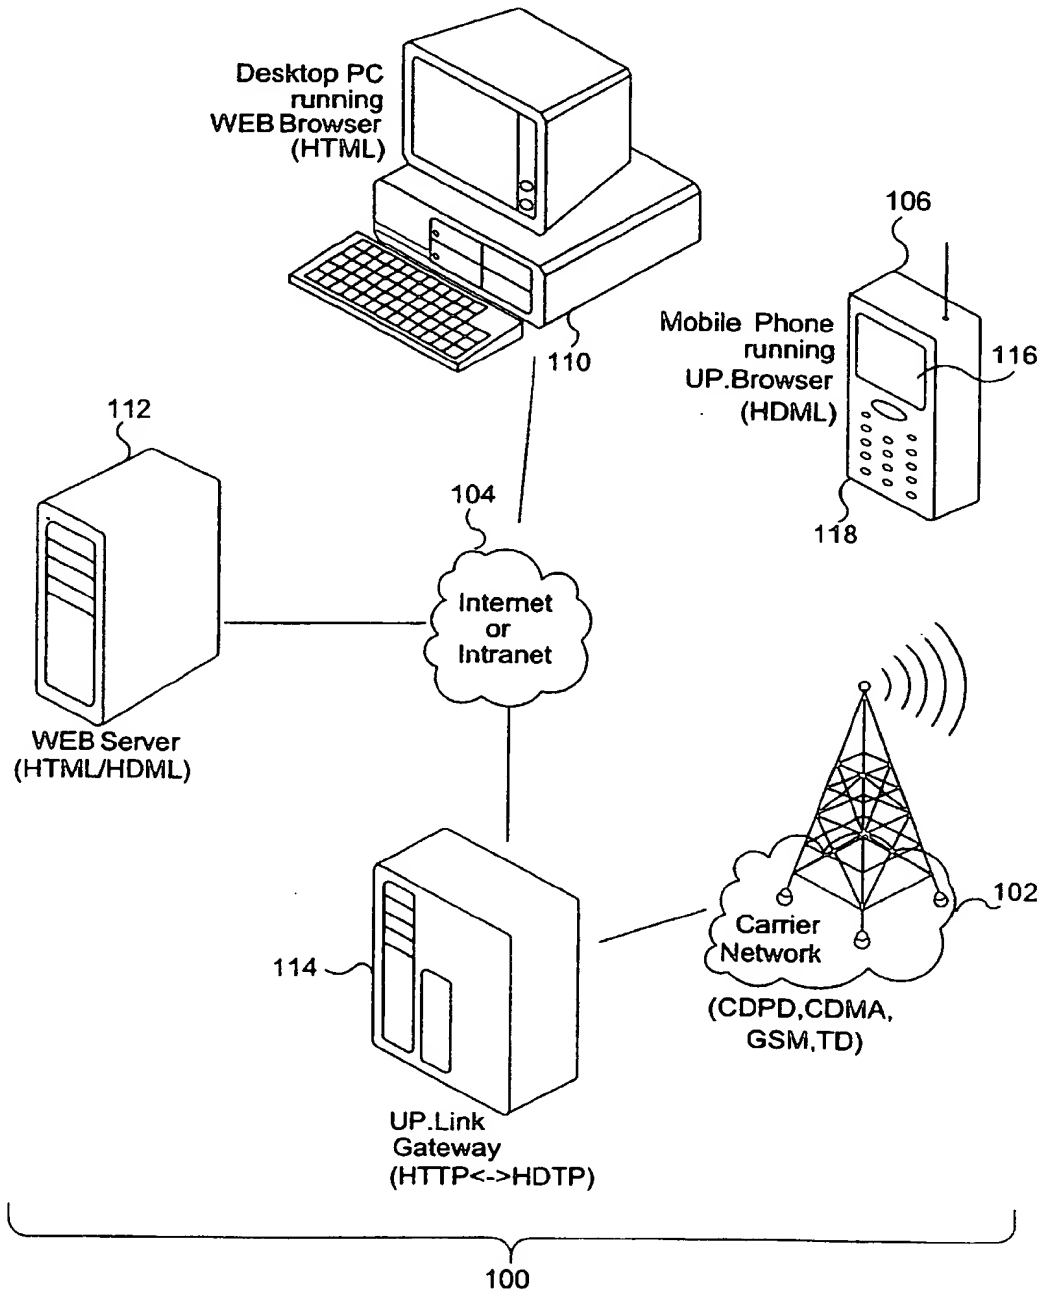 Desktop PC
running
WEB Browser
(HTML)
110
106
Mobile Phone
running
UP.Browser
(HDML)
116
118
112
WEB Server
(HTML/HDML)
104
Internet
or
Intranet
102
Carrier
Network
(CDPD,CDMA,
GSM,TD)
114
UP.Link
Gateway
(HTTP<->HDTP)
100